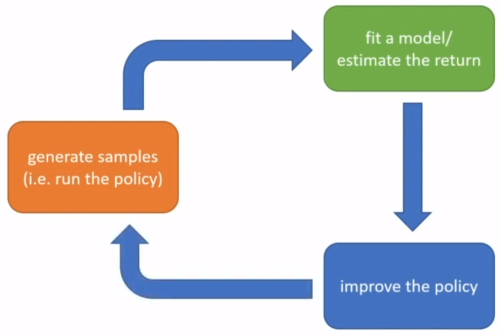 fit a model/
estimate the return
generate samples
(i.e. run the policy)
improve the policy